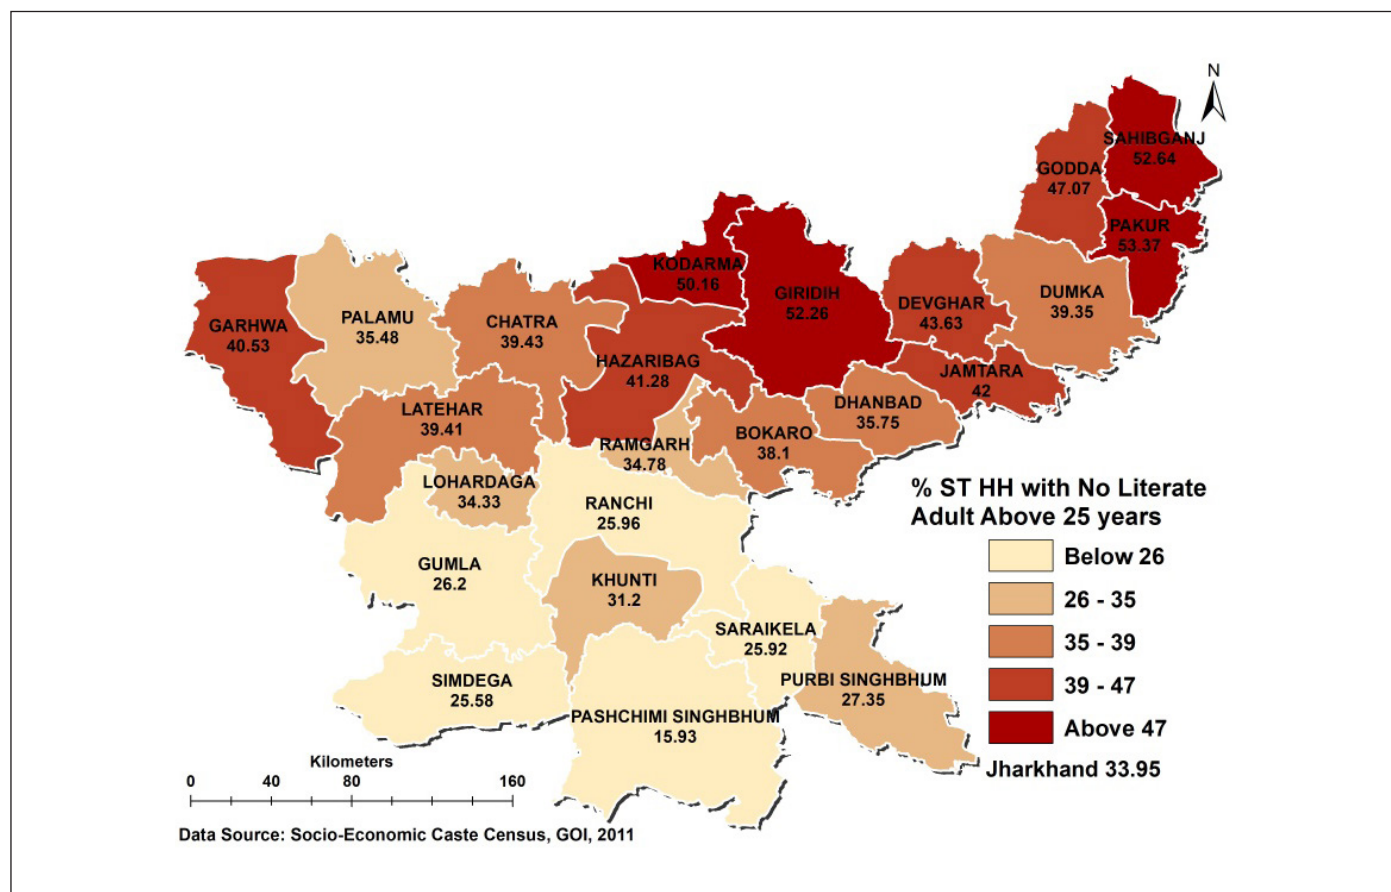 N
SAHIBGANJ
52.64
GODDA
47.07
PAKUR
53.37
KODARMA
50.16
GIRIDIH
52.26
DEVGHAR
43.63
DUMKA
39.35
PALAMU
35.48
GARHWA
40.53
CHATRA
39.43
HAZARIBAG
41.28
JAMTARA
42
LATEHAR
39.41
DHANBAD
35.75
BOKARO
38.1
RAMGARH
34.78
LOHARDAGA
34.33
RANCHI
25.96
GUMLA
26.2
KHUNTI
31.2
SARAIKELA
25.92
SIMDEGA
25.58
PURBI SINGHBHUM
27.35
PASHCHIMI SINGHBHUM
15.93
% ST HH with No Literate
Adult Above 25 years
Below 26
26 - 35
35 - 39
39 - 47
Above 47
Jharkhand 33.95
Kilometers
0 40 80 160
Data Source: Socio-Economic Caste Census, GOI, 2011